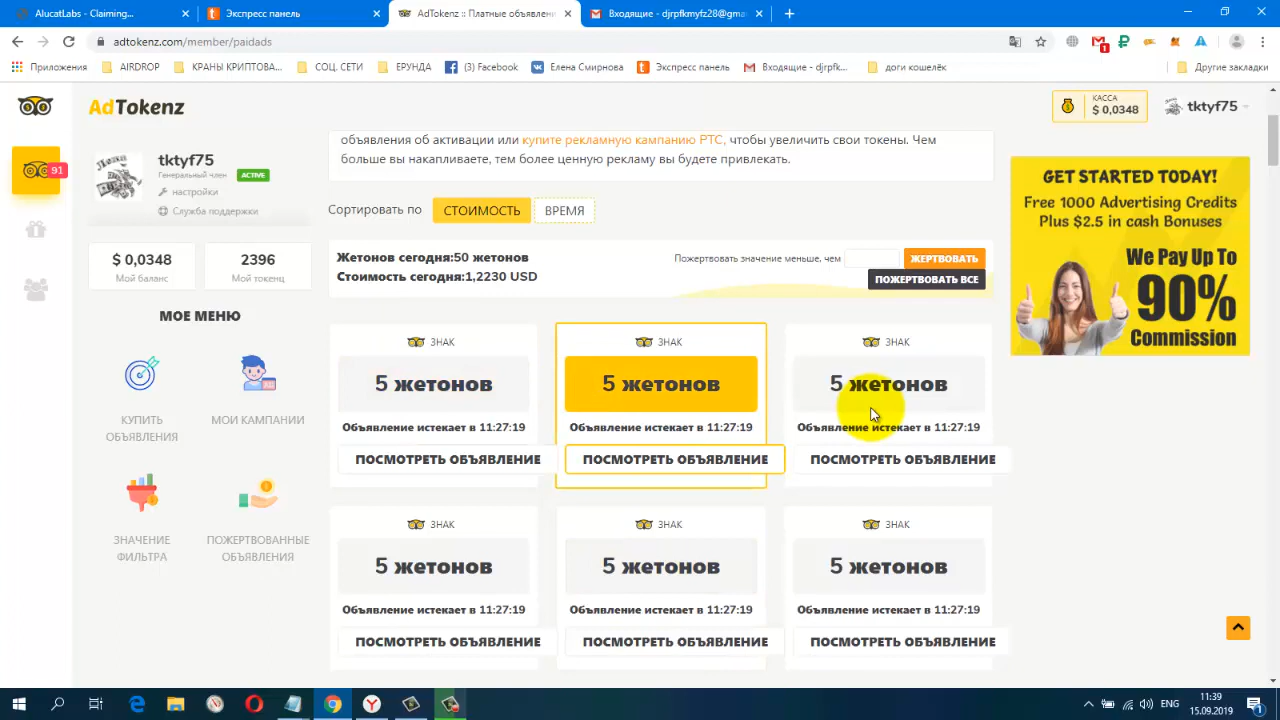 AlucatLabs - Claiming...
Экспресс панель
AdTokenz :: Платные объявлен
Входящие - djrpfkmyfz28@gma
adtokenz.com/member/paidads
1
Приложения
AIRDROP
КРАНЫ КРИПТОВА...
СОЦ. СЕТИ
ЕРУНДА
(3) Facebook
Елена Смирнова
Экспресс панель
Входящие - djrpfk...
доги кошелёк
Другие закладки
AdTokenz
КАССА
$ 0,0348
tktyf75
91
tktyf75
Генеральный член
ACTIVE
настройки
Служба поддержки
$ 0,0348
Мой баланс
2396
Мой токенц
МОЕ МЕНЮ
КУПИТЬ
ОБЪЯВЛЕНИЯ
МОИ КАМПАНИИ
ЗНАЧЕНИЕ
ФИЛЬТРА
ПОЖЕРТВОВАННЫЕ
ОБЪЯВЛЕНИЯ
объявления об активации или купите рекламную кампанию PTC, чтобы увеличить свои токены. Чем
больше вы накапливаете, тем более ценную рекламу вы будете привлекать.
Сортировать по
СТОИМОСТЬ
ВРЕМЯ
Жетонов сегодня:50 жетонов
Стоимость сегодня:1,2230 USD
Пожертвовать значение меньше, чем
ЖЕРТВОВАТЬ
ПОЖЕРТВОВАТЬ ВСЕ
ЗНАК
5 жетонов
Объявление истекает в 11:27:19
ПОСМОТРЕТЬ ОБЪЯВЛЕНИЕ
ЗНАК
5 жетонов
Объявление истекает в 11:27:19
ПОСМОТРЕТЬ ОБЪЯВЛЕНИЕ
ЗНАК
5 жетонов
Объявление истекает в 11:27:19
ПОСМОТРЕТЬ ОБЪЯВЛЕНИЕ
ЗНАК
5 жетонов
Объявление истекает в 11:27:19
ПОСМОТРЕТЬ ОБЪЯВЛЕНИЕ
ЗНАК
5 жетонов
Объявление истекает в 11:27:19
ПОСМОТРЕТЬ ОБЪЯВЛЕНИЕ
ЗНАК
5 жетонов
Объявление истекает в 11:27:19
ПОСМОТРЕТЬ ОБЪЯВЛЕНИЕ
GET STARTED TODAY!
Free 1000 Advertising Credits
Plus $2.5 in cash Bonuses
We Pay Up To
90%
Commission
ENG
11:39
15.09.2019
1